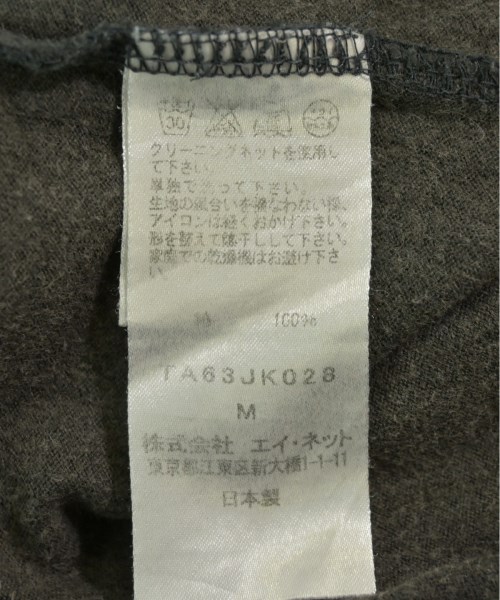 30
クリーニングネットを使用し
て下さい。
単独で洗って下さい。
生地の風合いを損なわない様、
アイロンは軽くおかけ下さい。
形を整えて陰干しして下さい。
家庭での乾燥機はお避け下さ
い。
100%
TA63JK028
M
株式会社 エイ・ネット
東京都江東区新大橋1-1-11
日本製